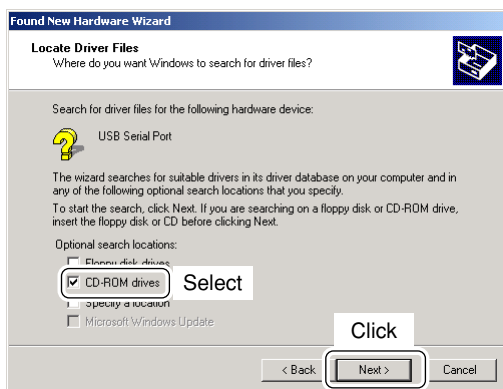 Found New Hardware Wizard
Locate Driver Files
Where do you want Windows to search for driver files?
Search for driver files for the following hardware device:
USB Serial Port
The wizard searches for suitable drivers in its driver database on your computer and in
any of the following optional search locations that you specify.
To start the search, click Next. If you are searching on a floppy disk or CD-ROM drive,
insert the floppy disk or CD before clicking Next.
Optional search locations:
Floppy disk drives
CD-ROM drives Select
Specify a location
Microsoft Windows Update
Click
< Back Next > Cancel